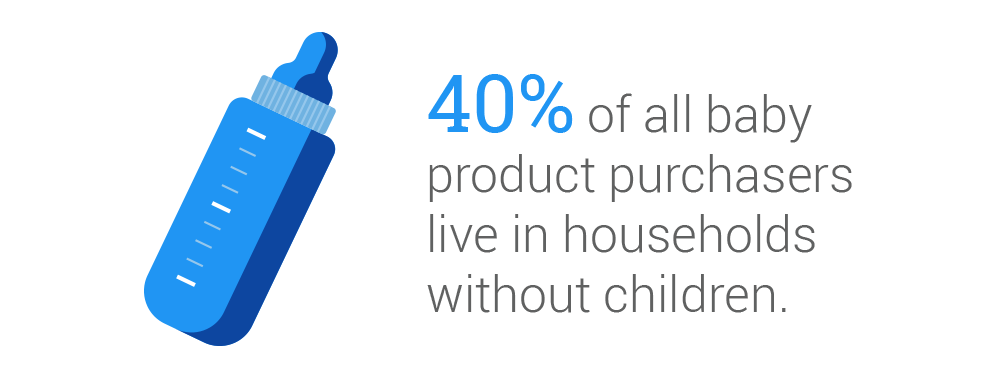 40% of all baby
product purchasers
live in households
without children.